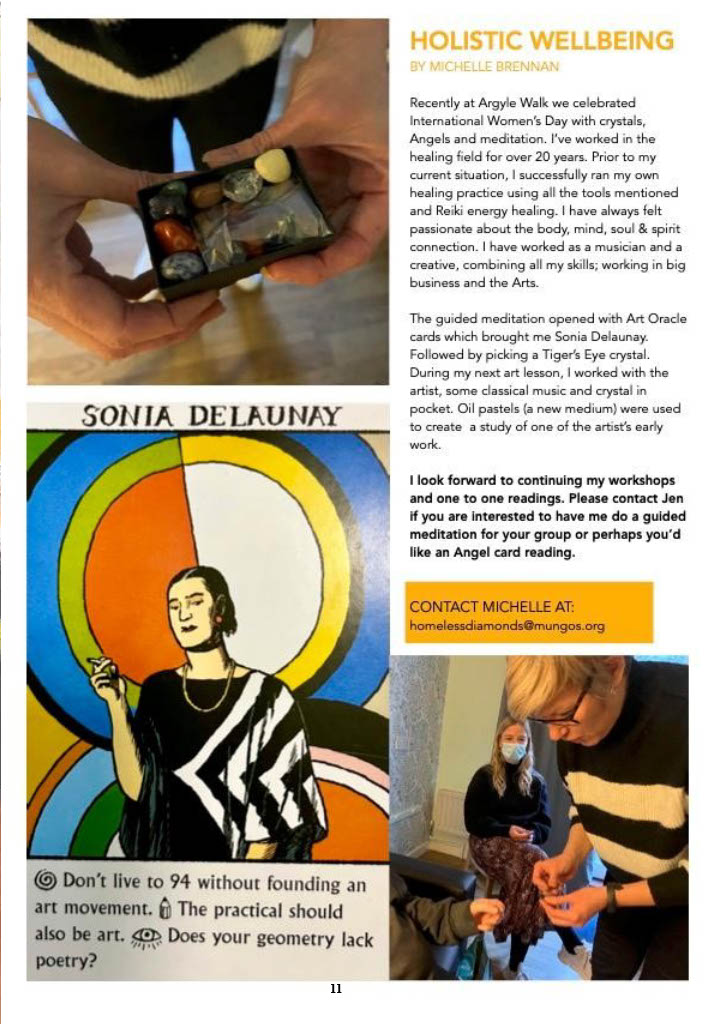 HOLISTIC WELLBEING
BY MICHELLE BRENNAN
Recently at Argyle Walk we celebrated
International Women's Day with crystals,
Angels and meditation. I've worked in the
healing field for over 20 years. Prior to my
current situation, I successfully ran my own
healing practice using all the tools mentioned
and Reiki energy healing. I have always felt
passionate about the body, mind, soul & spirit
connection. I have worked as a musician and a
creative, combining all my skills; working in big
business and the Arts.
The guided meditation opened with Art Oracle
cards which brought me Sonia Delaunay.
Followed by picking a Tiger's Eye crystal.
During my next art lesson, I worked with the
artist, some classical music and crystal in
pocket. Oil pastels (a new medium) were used
to create a study of one of the artist's early
work.
I look forward to continuing my workshops
and one to one readings. Please contact Jen
if you are interested to have me do a guided
meditation for your group or perhaps you'd
like an Angel card reading.
CONTACT MICHELLE AT:
homelessdiamonds@mungos.org
SONIA DELAUNAY
Don't live to 94 without founding an
art movement. The practical should
also be art. Does your geometry lack
poetry?
11